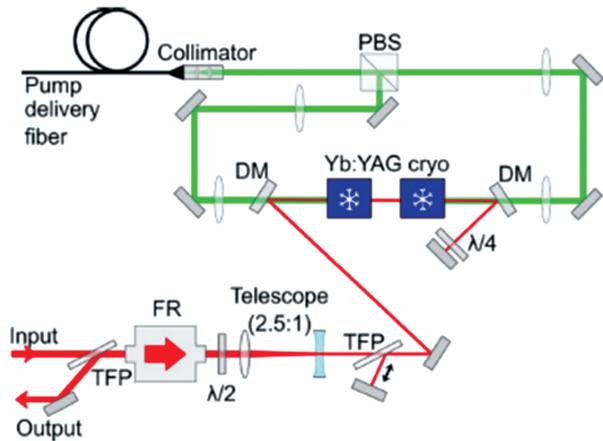 Collimator
PBS
Pump
delivery
fiber
DM
Yb:YAG cryo
DM
λ/4
Telescope
(2.5:1)
FR
Input
TFP
TFP
λ/2
Output